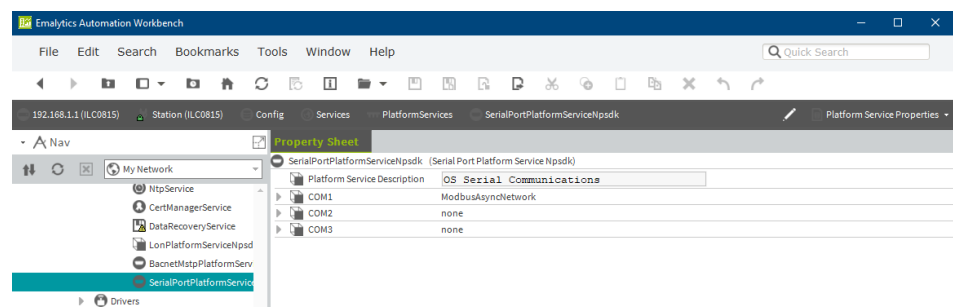 Emalytics Automation Workbench
File Edit Search Bookmarks Tools Window Help
Quick Search
192.168.1.1 (ILC0815) Station (ILC0815) Config Services PlatformServices SerialPortPlatformServiceNpsdk Platform Service Properties
Nav
Property Sheet
My Network
SerialPortPlatformServiceNpsdk (Serial Port Platform Service Npsdk)
Platform Service Description OS Serial Communications
COM1 ModbusAsyncNetwork
COM2 none
COM3 none
NtpService
CertManagerService
DataRecoveryService
LonPlatformServiceNpsd
BacnetMstpPlatformServ
SerialPortPlatformService
Drivers